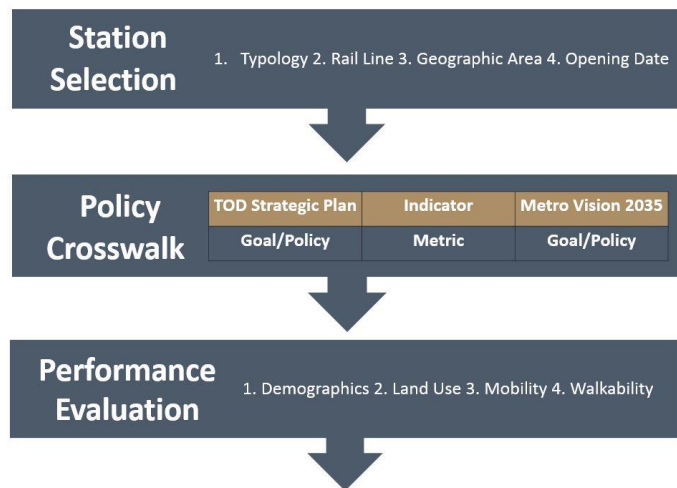 Station
Selection
1. Typology 2. Rail Line 3. Geographic Area 4. Opening Date
Policy
Crosswalk
TOD Strategic Plan Indicator Metro Vision 2035
Goal/Policy Metric Goal/Policy
Performance
Evaluation
1. Demographics 2. Land Use 3. Mobility 4. Walkability